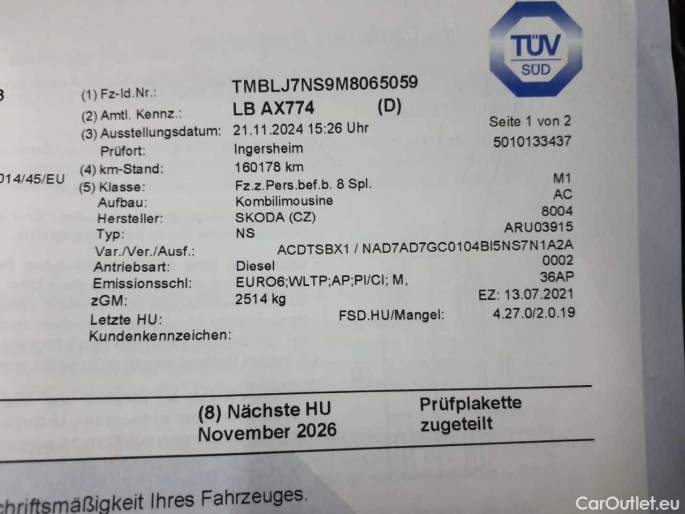 TÜV
SÜD
(1) Fz-Id.Nr.: TMBLJ7NS9M8065059
(2) Amtl. Kennz.: LB AX774 (D)
Seite 1 von 2
(3) Ausstellungsdatum: 21.11.2024 15:26 Uhr
5010133437
Prüfort: Ingersheim
(4) km-Stand: 160178 km
014/45/EU
(5) Klasse: Fz.z.Pers.bef.b. 8 Spl. M1
Aufbau: Kombilimousine AC
Hersteller: SKODA (CZ) 8004
Typ: NS ARU03915
Var./Ver./Ausf.: ACDTSBX1 / NAD7AD7GC0104BI5NS7N1A2A
Antriebsart: Diesel 0002
Emissionsschl: EURO6;WLTP;AP;PI/CI; M, 36AP
zGM: 2514 kg EZ: 13.07.2021
Letzte HU: FSD.HU/Mangel: 4.27.0/2.0.19
Kundenkennzeichen:
(8) Nächste HU Prüfplakette
November 2026 zugeteilt
chriftsmäßigkeit Ihres Fahrzeuges.
CarOutlet.eu